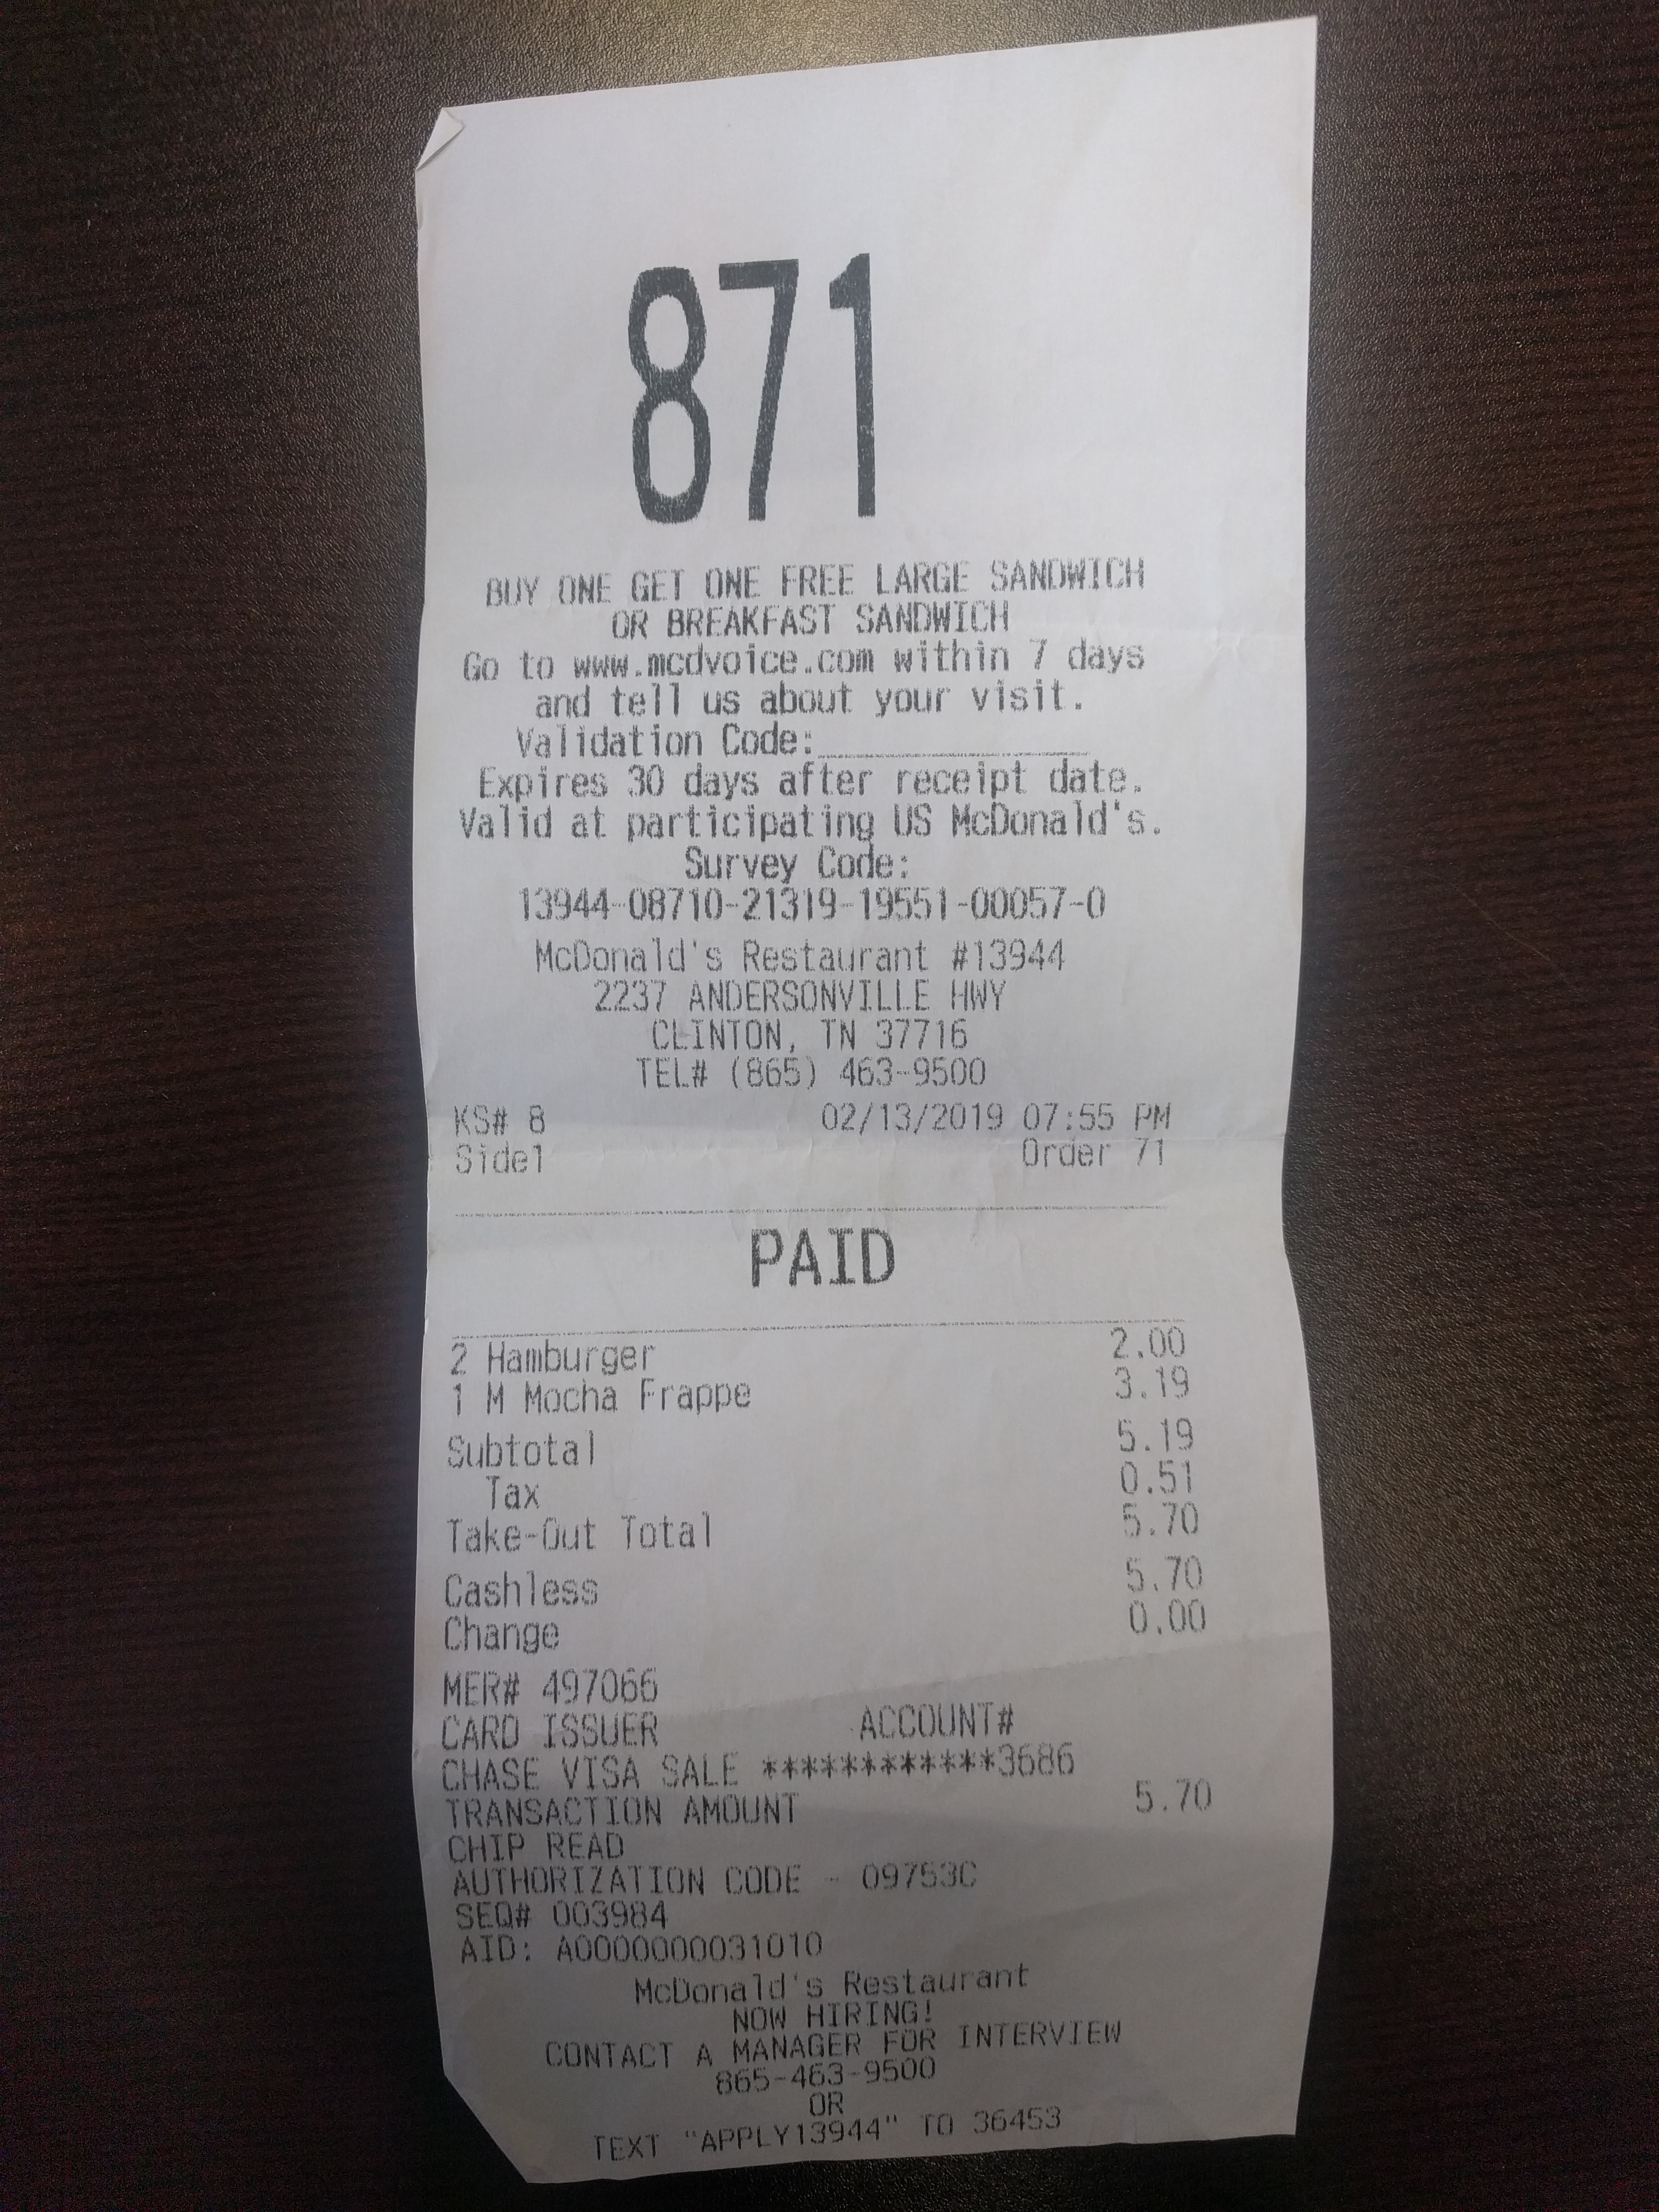 871
BUY ONE GET ONE FREE LARGE SANDWICH
OR BREAKFAST SANDWICH
Go to www.mcdvoice.com within 7 days
and tell us about your visit.
Validation Code:______________
Expires 30 days after receipt date.
Valid at participating US McDonald's.
Survey Code:
13944-08710-21319-19551-00057-0
McDonald's Restaurant #13944
2237 ANDERSONVILLE HWY
CLINTON, TN 37716
TEL# (865) 463-9500
KS# 8 02/13/2019 07:55 PM
Side1 Order 71
PAID
2 Hamburger 2.00
1 M Mocha Frappe 3.19
Subtotal 5.19
Tax 0.51
Take-Out Total 5.70
Cashless 5.70
Change 0.00
MER# 497066
CARD ISSUER ACCOUNT#
CHASE VISA SALE ************3686
TRANSACTION AMOUNT 5.70
CHIP READ
AUTHORIZATION CODE - 09753C
SEQ# 003984
AID: A0000000031010
McDonald's Restaurant
NOW HIRING!
CONTACT A MANAGER FOR INTERVIEW
865-463-9500
OR
TEXT "APPLY13944" TO 36453